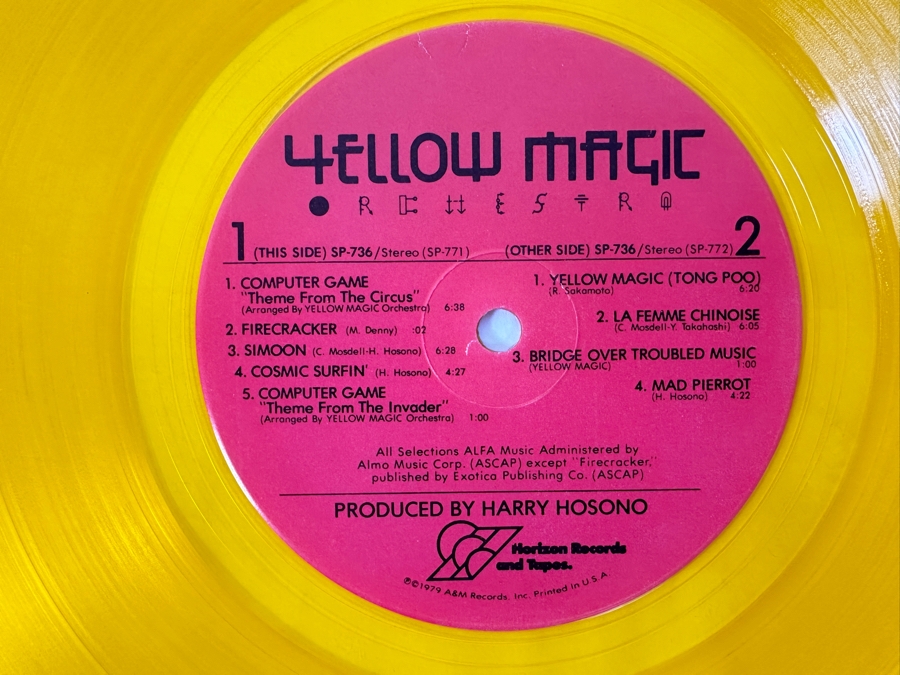 YELLOW MAGIC
ORCHESTRA
1 (THIS SIDE) SP-736/Stereo (SP-771)
(OTHER SIDE) SP-736/Stereo (SP-772) 2
1. COMPUTER GAME
"Theme From The Circus"
(Arranged By YELLOW MAGIC Orchestra) 6:38
2. FIRECRACKER (M. Denny) :02
3. SIMOON (C. Mosdell-H. Hosono) 6:28
4. COSMIC SURFIN' (H. Hosono) 4:27
5. COMPUTER GAME
"Theme From The Invader"
(Arranged By YELLOW MAGIC Orchestra) 1:00
1. YELLOW MAGIC (TONG POO)
(R. Sakamoto) 6:20
2. LA FEMME CHINOISE
(C. Mosdell-Y. Takahashi) 6:05
3. BRIDGE OVER TROUBLED MUSIC
(YELLOW MAGIC) 1:00
4. MAD PIERROT
(H. Hosono) 4:22
All Selections ALFA Music Administered by
Almo Music Corp. (ASCAP) except "Firecracker,"
published by Exotica Publishing Co. (ASCAP)
PRODUCED BY HARRY HOSONO
Horizon Records
and Tapes.
℗©1979 A&M Records, Inc. Printed in U.S.A.